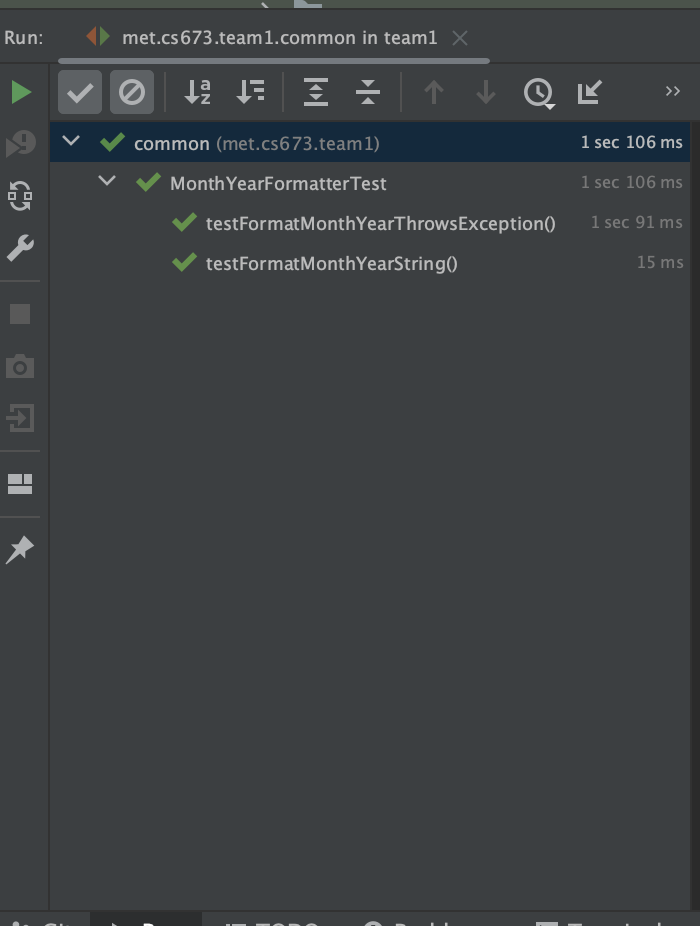 Run: met.cs673.team1.common in team1
common (met.cs673.team1) 1 sec 106 ms
MonthYearFormatterTest 1 sec 106 ms
testFormatMonthYearThrowsException() 1 sec 91 ms
testFormatMonthYearString() 15 ms
TODO